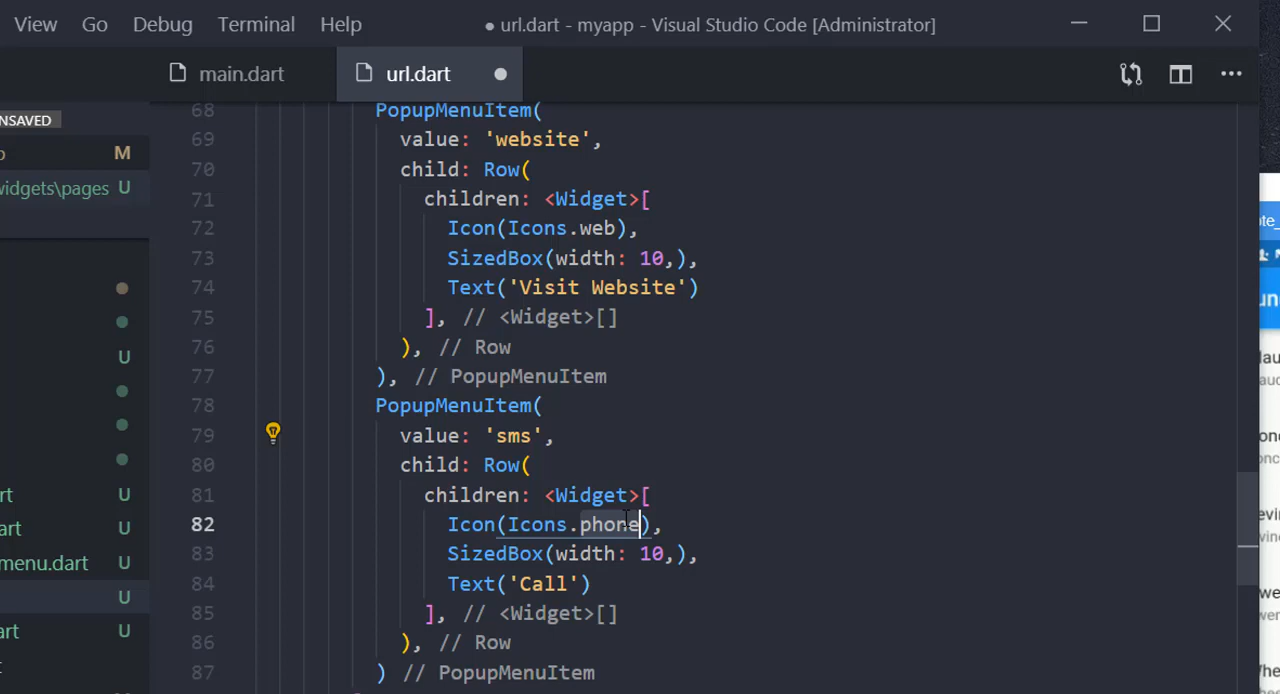 View Go Debug Terminal Help ● url.dart - myapp - Visual Studio Code [Administrator]
main.dart url.dart
NSAVED
M
widgets\pages U
U
rt U
art U
menu.dart U
U
art U
68 PopupMenuItem(
69 value: 'website',
70 child: Row(
71 children: <Widget>[
72 Icon(Icons.web),
73 SizedBox(width: 10,),
74 Text('Visit Website')
75 ], // <Widget>[]
76 ), // Row
77 ), // PopupMenuItem
78 PopupMenuItem(
79 value: 'sms',
80 child: Row(
81 children: <Widget>[
82 Icon(Icons.phone),
83 SizedBox(width: 10,),
84 Text('Call')
85 ], // <Widget>[]
86 ), // Row
87 ) // PopupMenuItem